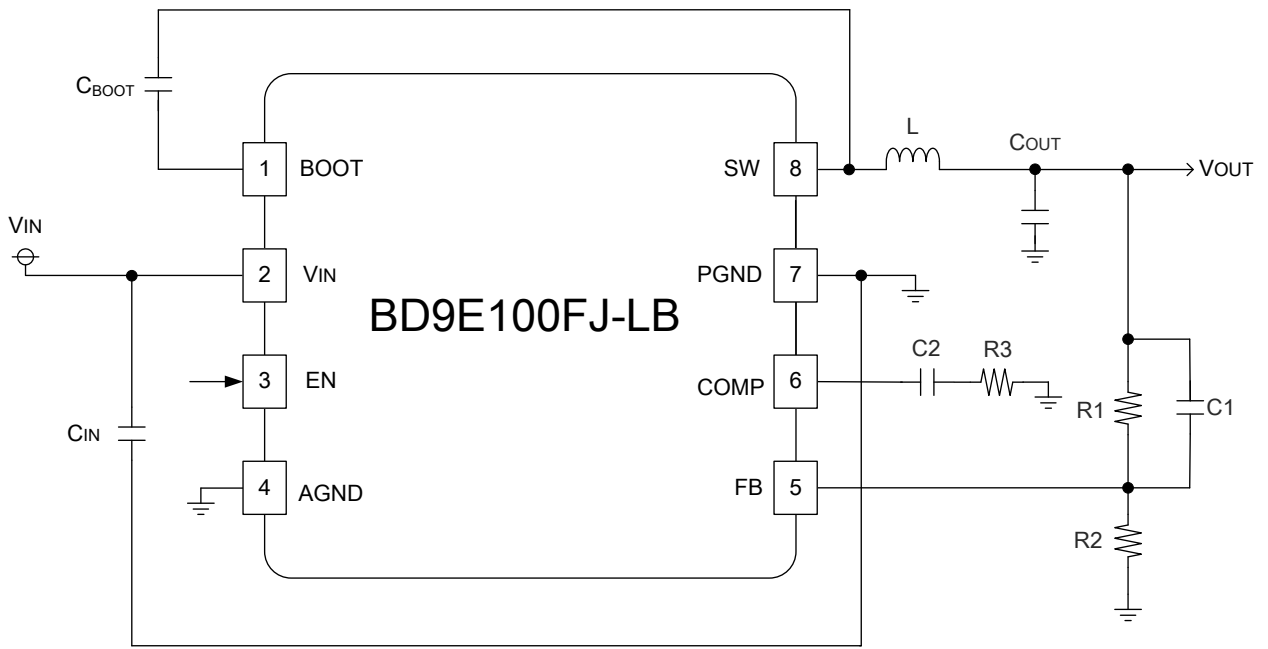 CBOOT
1 BOOT
SW 8
L
COUT
VOUT
VIN
2 VIN
PGND 7
BD9E100FJ-LB
3 EN
COMP 6
C2
R3
R1
C1
CIN
4 AGND
FB 5
R2